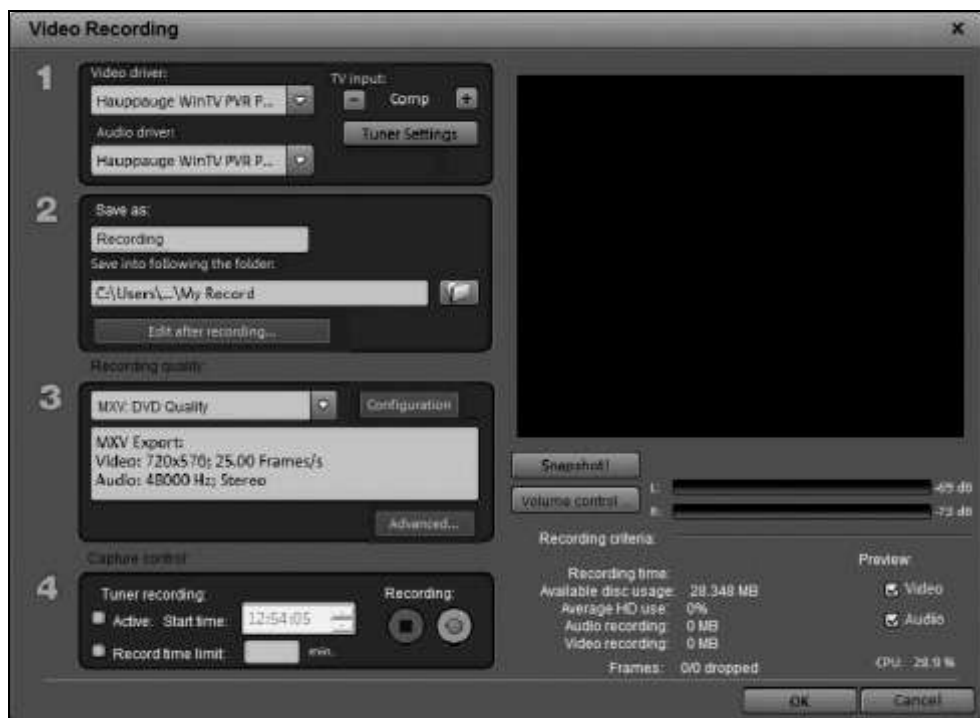 Video Recording
1
Video driver:
TV input:
Hauppauge WinTV PVR P...
Comp
Audio driver:
Tuner Settings
Hauppauge WinTV PVR P...
2
Save as:
Recording
Save into following the folder:
C:\Users\...\My Record
Edit after recording...
Recording quality:
3
MXV: DVD Quality
Configuration
MXV Export:
Video: 720x576; 25.00 Frames/s
Audio: 48000 Hz; Stereo
Advanced...
Capture control
4
Tuner recording:
Recording:
Active: Start time:
12:54:05
Record time limit:
min.
Snapshot!
Volume control ...
L:
-69 dB
R:
-73 dB
Recording criteria:
Recording time:
Available disc usage: 28.348 MB
Average HD use: 0%
Audio recording: 0 MB
Video recording: 0 MB
Frames: 0/0 dropped
Preview:
Video
Audio
CPU: 28.9 %
OK
Cancel